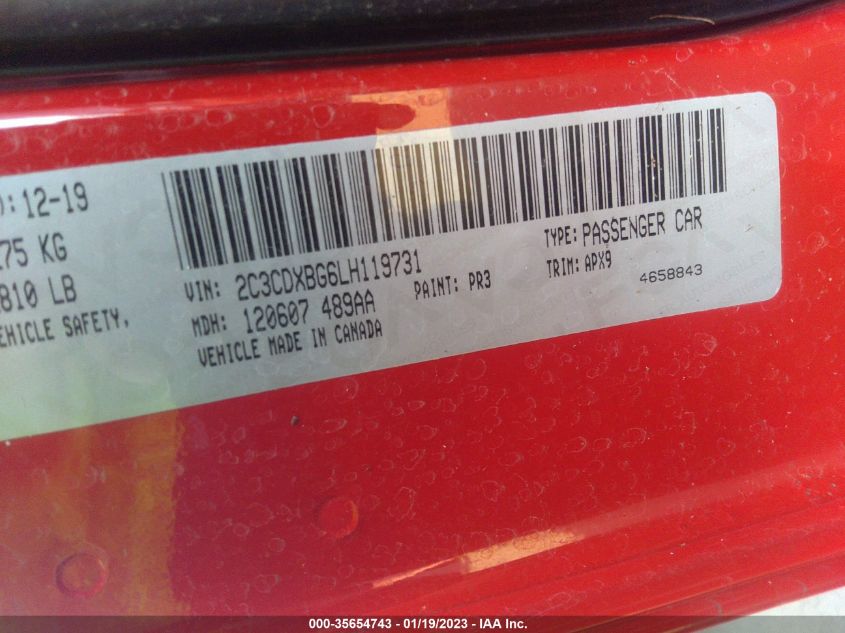 ): 12-19
275 KG
810 LB
EHICLE SAFETY,
VIN: 2C3CDXBG6LH119731
TYPE: PASSENGER CAR
MDH: 120607 489AA
PAINT: PR3
TRIM: APX9
VEHICLE MADE IN CANADA
4658843
000-35654743 / 01/19/2023 - IAA Inc.